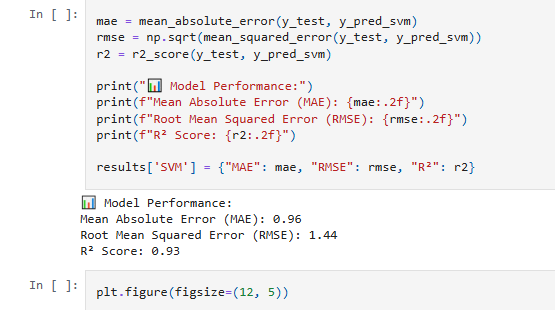 In [ ]:
mae = mean_absolute_error(y_test, y_pred_svm)
rmse = np.sqrt(mean_squared_error(y_test, y_pred_svm))
r2 = r2_score(y_test, y_pred_svm)
print("📊 Model Performance:")
print(f"Mean Absolute Error (MAE): {mae:.2f}")
print(f"Root Mean Squared Error (RMSE): {rmse:.2f}")
print(f"R² Score: {r2:.2f}")
results['SVM'] = {"MAE": mae, "RMSE": rmse, "R²": r2}
📊 Model Performance:
Mean Absolute Error (MAE): 0.96
Root Mean Squared Error (RMSE): 1.44
R² Score: 0.93
In [ ]:
plt.figure(figsize=(12, 5))